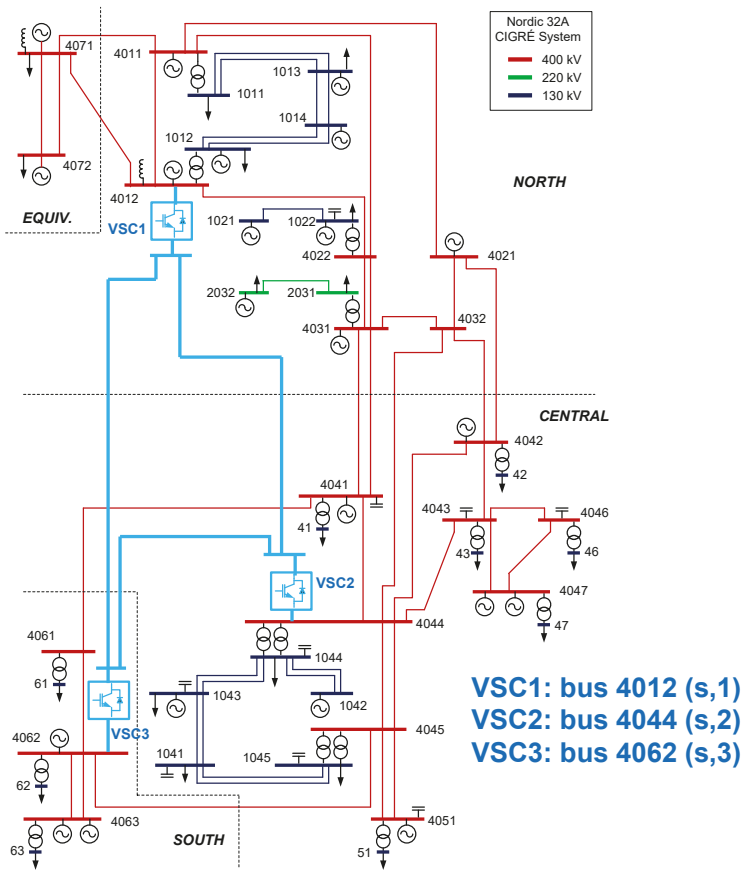 Nordic 32A
CIGRÉ System
400 kV
220 kV
130 kV
4071
4011
1011
1013
1014
1012
4072
4012
NORTH
EQUIV.
VSC1
1021
1022
4022
4021
2032
2031
4031
4032
CENTRAL
4042
42
4041
41
4043
43
4046
46
4047
47
VSC2
4044
4061
61
1044
1043
1042
VSC3
4062
62
1041
1045
4045
4063
63
SOUTH
4051
51
VSC1: bus 4012 (s,1)
VSC2: bus 4044 (s,2)
VSC3: bus 4062 (s,3)